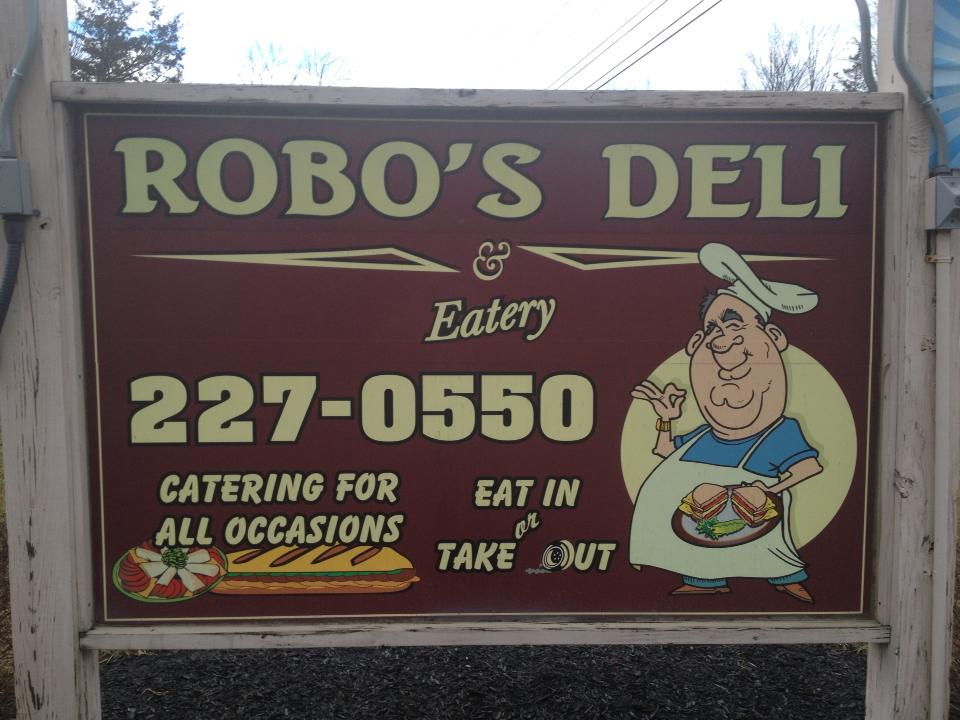 ROBO'S DELI
&
Eatery
227-0550
CATERING FOR
ALL OCCASIONS
EAT IN
or
TAKE OUT